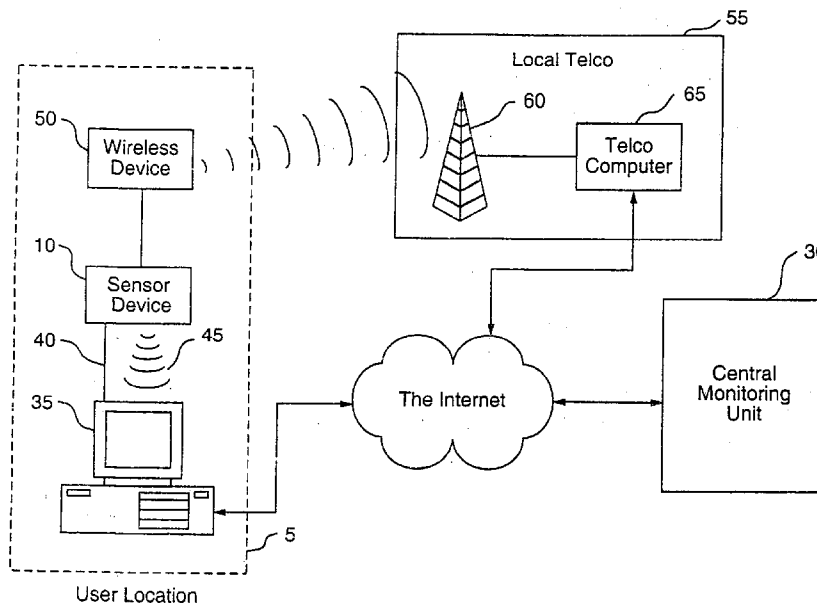 55
Local Telco
60
65
Telco
Computer
50
Wireless
Device
10
Sensor
Device
40
45
35
The Internet
30
Central
Monitoring
Unit
5
User Location